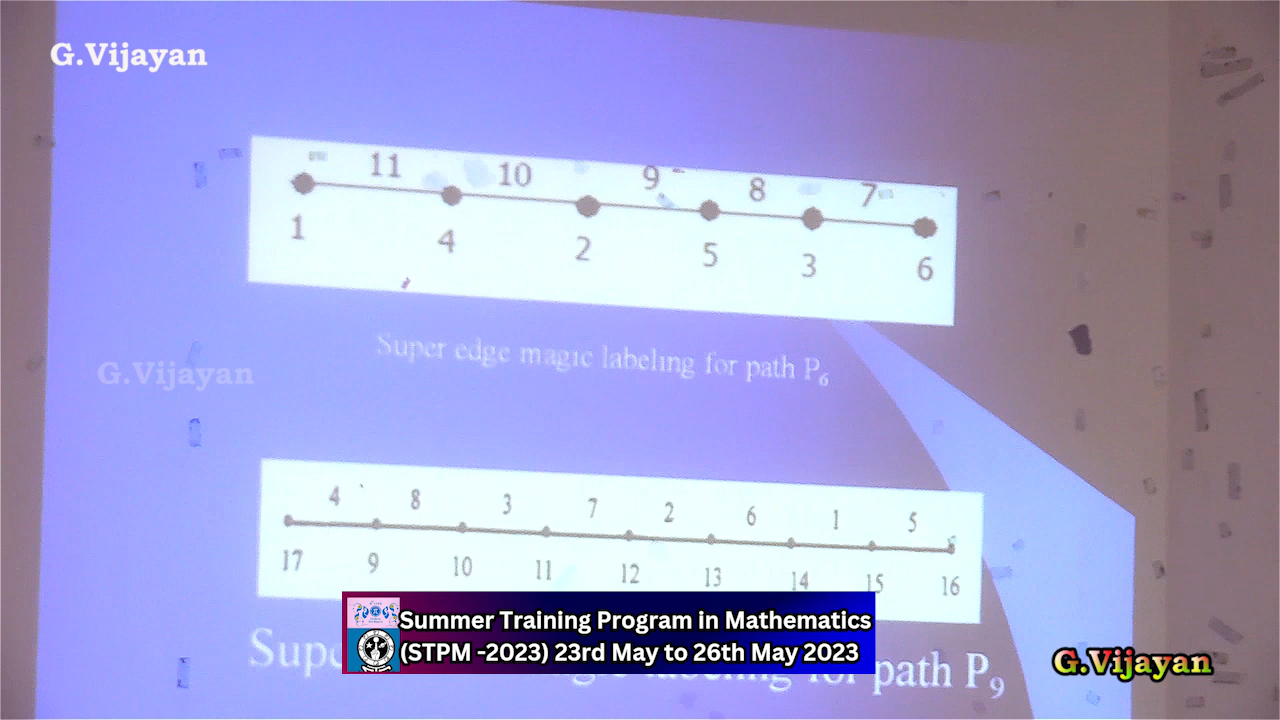 G.Vijayan
11 10 9 8 7
1 4 2 5 3 6
Super edge magic labeling for path P₆
G.Vijayan
4 8 3 7 2 6 1 5
17 9 10 11 12 13 14 15 16
Summer Training Program in Mathematics
(STPM -2023) 23rd May to 26th May 2023
magic labeling for path P₉
G.Vijayan